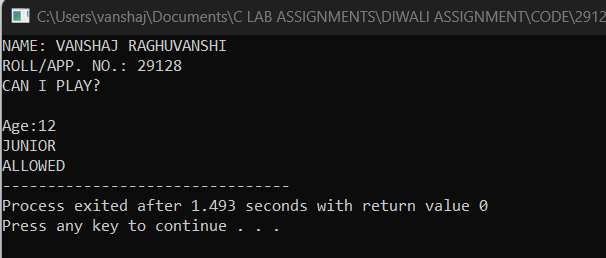 C:\Users\vanshaj\Documents\C LAB ASSIGNMENTS\DIWALI ASSIGNMENT\CODE\2912
NAME: VANSHAJ RAGHUVANSHI
ROLL/APP. NO.: 29128
CAN I PLAY?
Age:12
JUNIOR
ALLOWED
--------------------------------
Process exited after 1.493 seconds with return value 0
Press any key to continue . . .